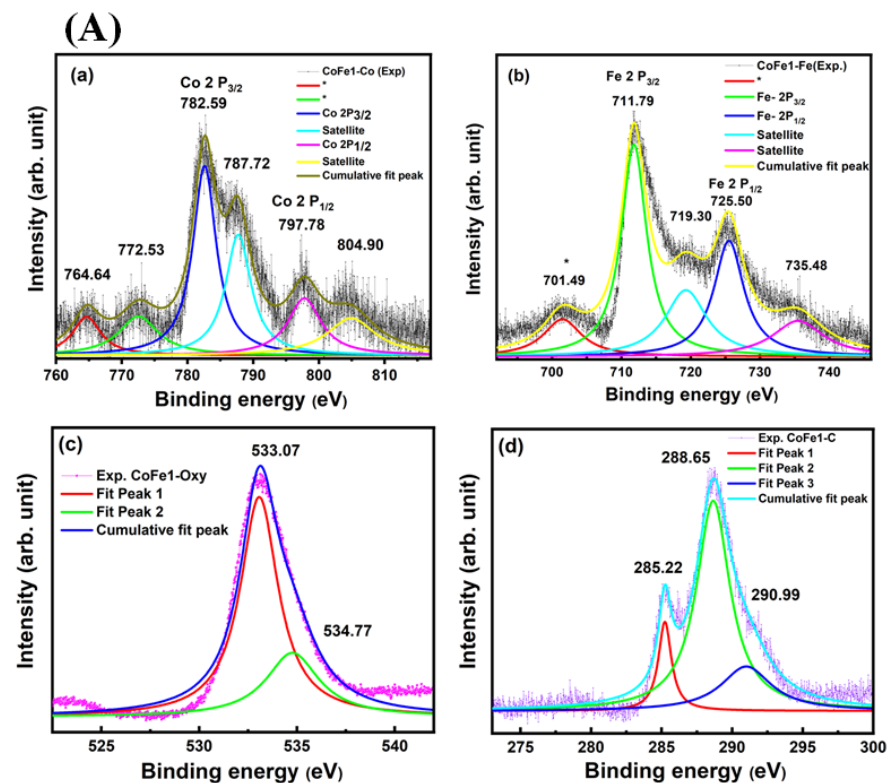 (A)
(a)
Co 2 P3/2
782.59
787.72
Co 2 P1/2
797.78
804.90
764.64
772.53
CoFe1-Co (Exp)
*
*
Co 2P3/2
Satellite
Co 2P1/2
Satellite
Cumulative fit peak
Intensity (arb. unit)
760 770 780 790 800 810
Binding energy (eV)
(b)
Fe 2 P3/2
711.79
Fe 2 P1/2
725.50
719.30
735.48
*
701.49
CoFe1-Fe(Exp.)
*
Fe- 2P3/2
Fe- 2P1/2
Satellite
Satellite
Cumulative fit peak
Intensity (arb. unit)
700 710 720 730 740
Binding energy (eV)
(c)
533.07
534.77
Exp. CoFe1-Oxy
Fit Peak 1
Fit Peak 2
Cumulative fit peak
Intensity (arb. unit)
525 530 535 540
Binding energy (eV)
(d)
288.65
285.22
290.99
Exp. CoFe1-C
Fit Peak 1
Fit Peak 2
Fit Peak 3
Cumulative fit peak
Intensity (arb. unit)
275 280 285 290 295 300
Binding energy (eV)